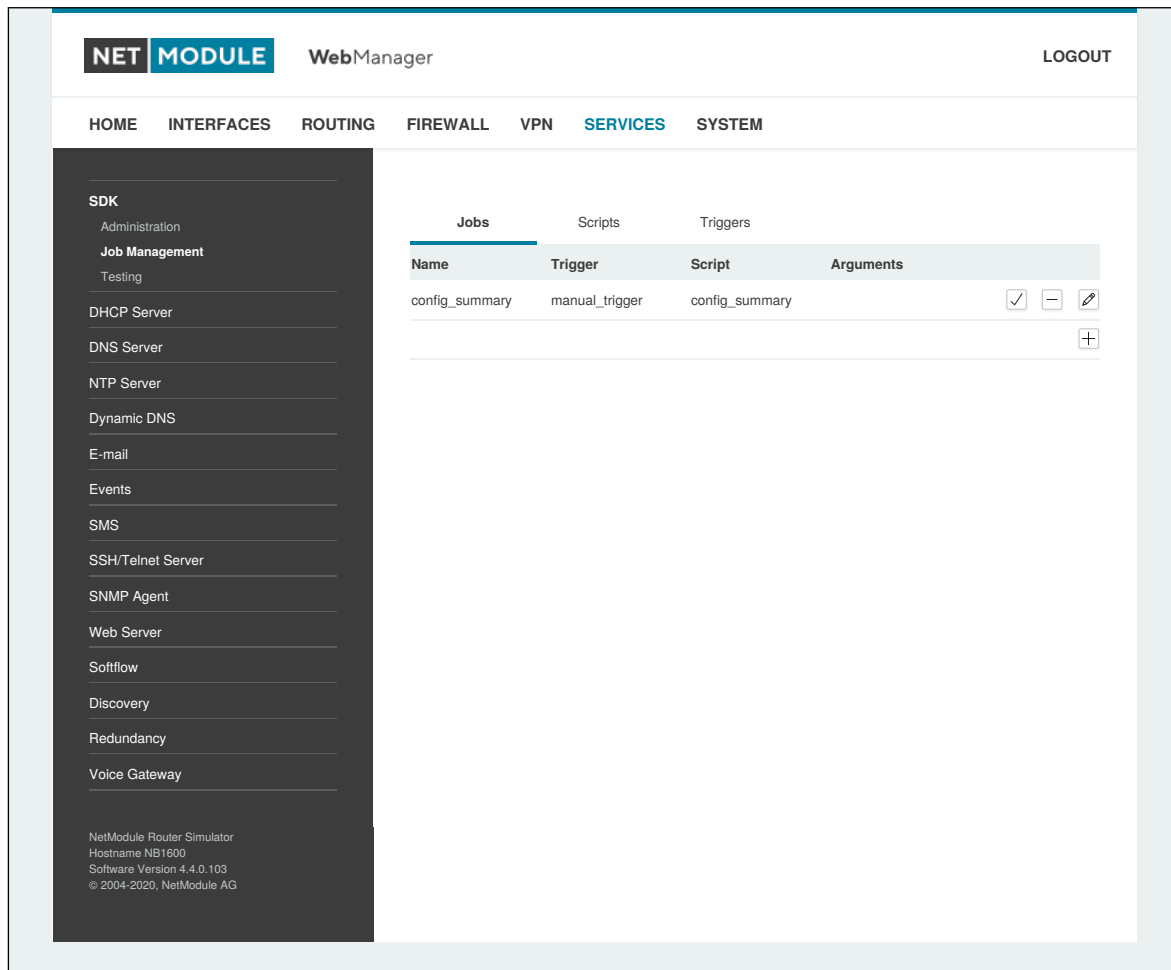 NET MODULE WebManager LOGOUT
HOME INTERFACES ROUTING FIREWALL VPN SERVICES SYSTEM
SDK
Administration
Job Management
Testing
DHCP Server
DNS Server
NTP Server
Dynamic DNS
E-mail
Events
SMS
SSH/Telnet Server
SNMP Agent
Web Server
Softflow
Discovery
Redundancy
Voice Gateway
NetModule Router Simulator
Hostname NB1600
Software Version 4.4.0.103
© 2004-2020, NetModule AG
Jobs Scripts Triggers
Name Trigger Script Arguments
config_summary manual_trigger config_summary